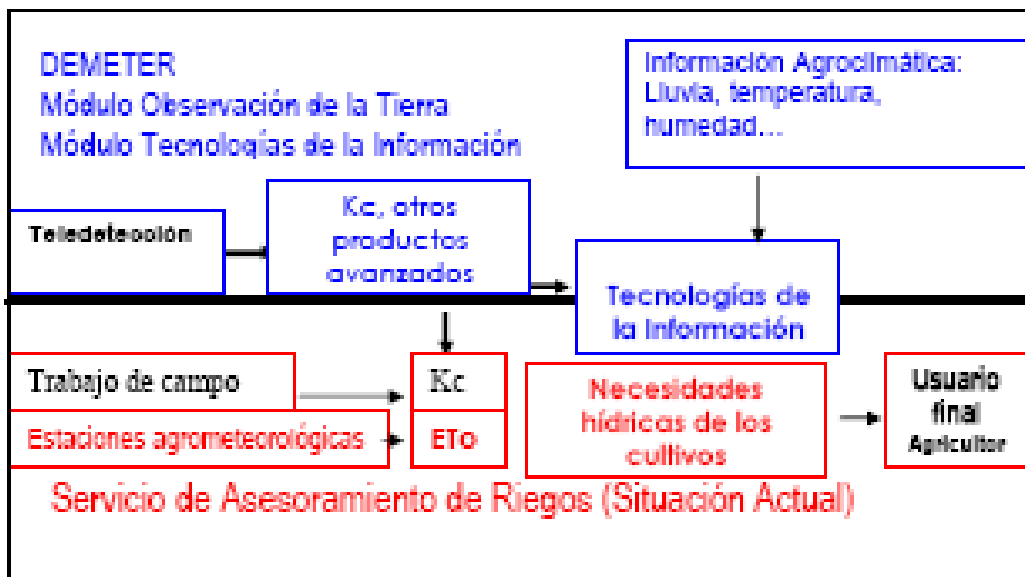 DEMETER
Módulo Observación de la Tierra
Módulo Tecnologías de la Información
Información Agroclimática:
Lluvia, temperatura,
humedad...
Teledetección
Kc, otros
productos
avanzados
Tecnologías de
la Información
Trabajo de campo
Kc
Estaciones agrometeorológicas
ETo
Necesidades
hídricas de los
cultivos
Usuario
final
Agricultor
Servicio de Asesoramiento de Riegos (Situación Actual)